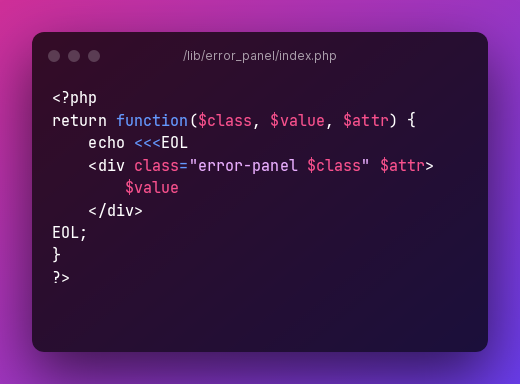 /lib/error_panel/index.php
<?php
return function($class, $value, $attr) {
    echo <<<EOL
    <div class="error-panel $class" $attr>
        $value
    </div>
EOL;
}
?>